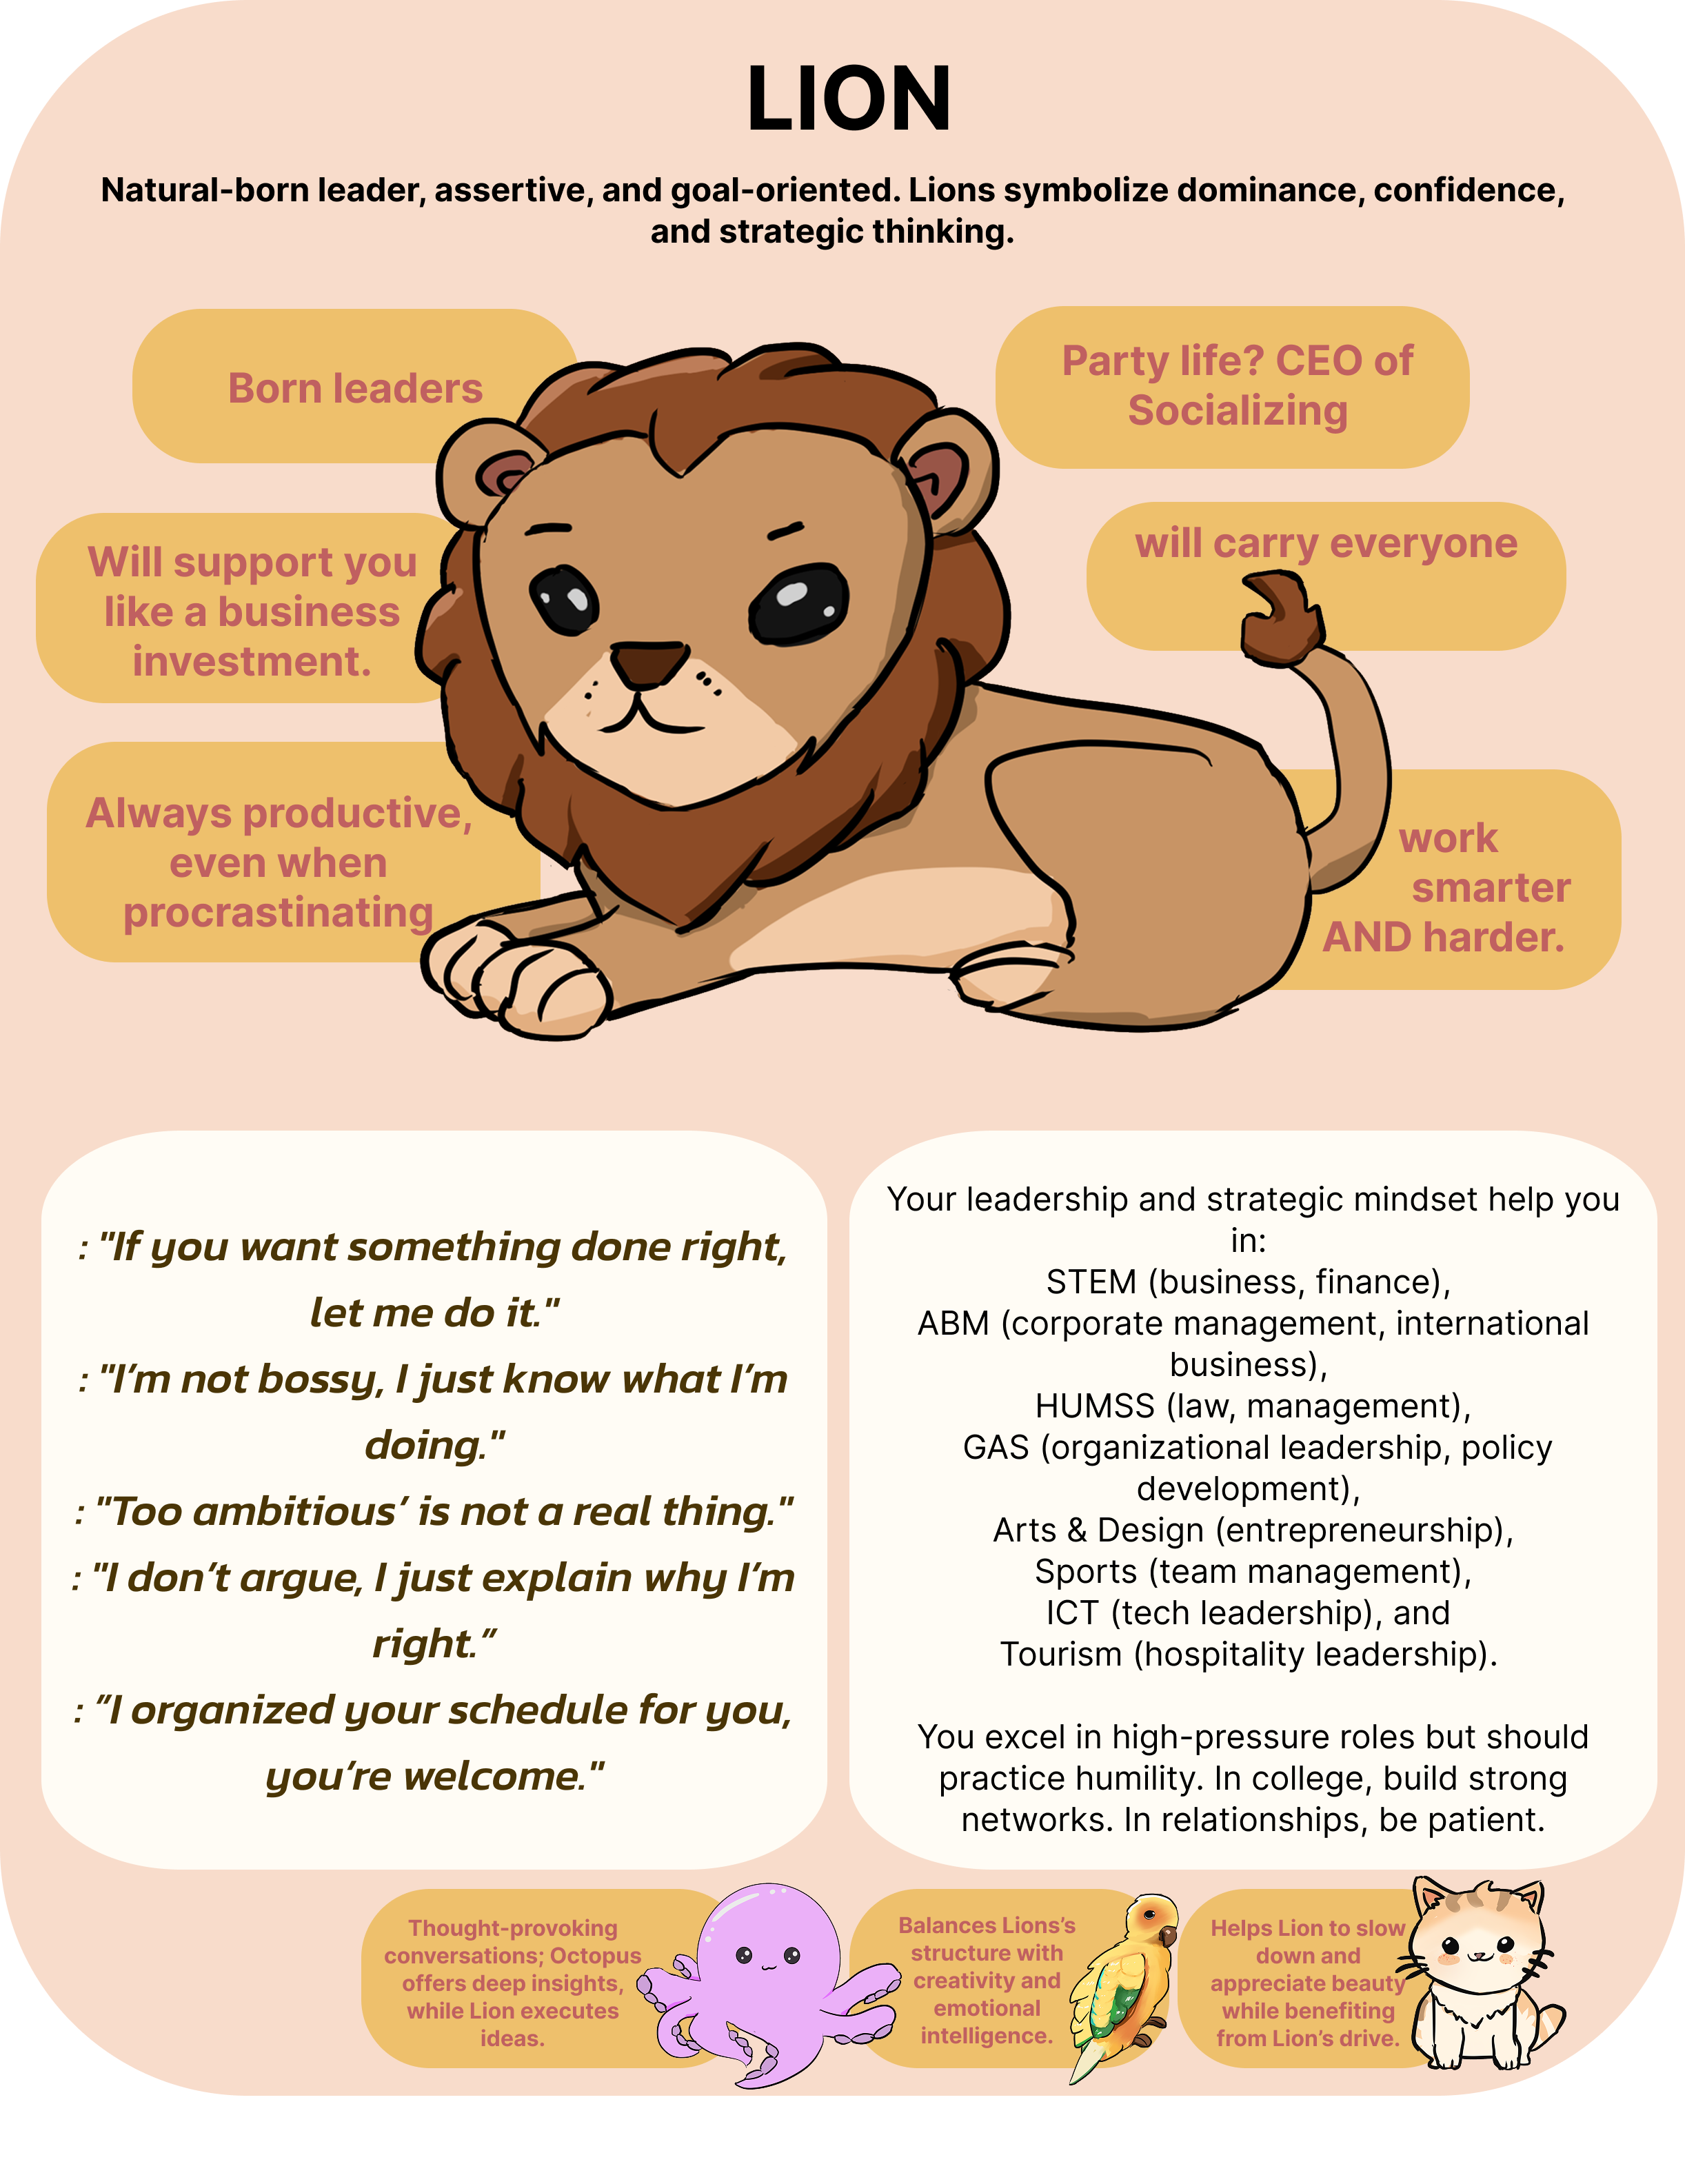 LION
Natural-born leader, assertive, and goal-oriented. Lions symbolize dominance, confidence,
and strategic thinking.
Born leaders
Party life? CEO of
Socializing
Will support you
like a business
investment.
will carry everyone
Always productive,
even when
procrastinating
work
smarter
AND harder.
: "If you want something done right,
let me do it."
: "I’m not bossy, I just know what I’m
doing."
: "Too ambitious’ is not a real thing."
: "I don’t argue, I just explain why I’m
right.”
: ”I organized your schedule for you,
you’re welcome."
Your leadership and strategic mindset help you
in:
STEM (business, finance),
ABM (corporate management, international
business),
HUMSS (law, management),
GAS (organizational leadership, policy
development),
Arts & Design (entrepreneurship),
Sports (team management),
ICT (tech leadership), and
Tourism (hospitality leadership).
You excel in high-pressure roles but should
practice humility. In college, build strong
networks. In relationships, be patient.
Thought-provoking
conversations; Octopus
offers deep insights,
while Lion executes
ideas.
Balances Lions’s
structure with
creativity and
emotional
intelligence.
Helps Lion to slow
down and
appreciate beauty
while benefiting
from Lion’s drive.